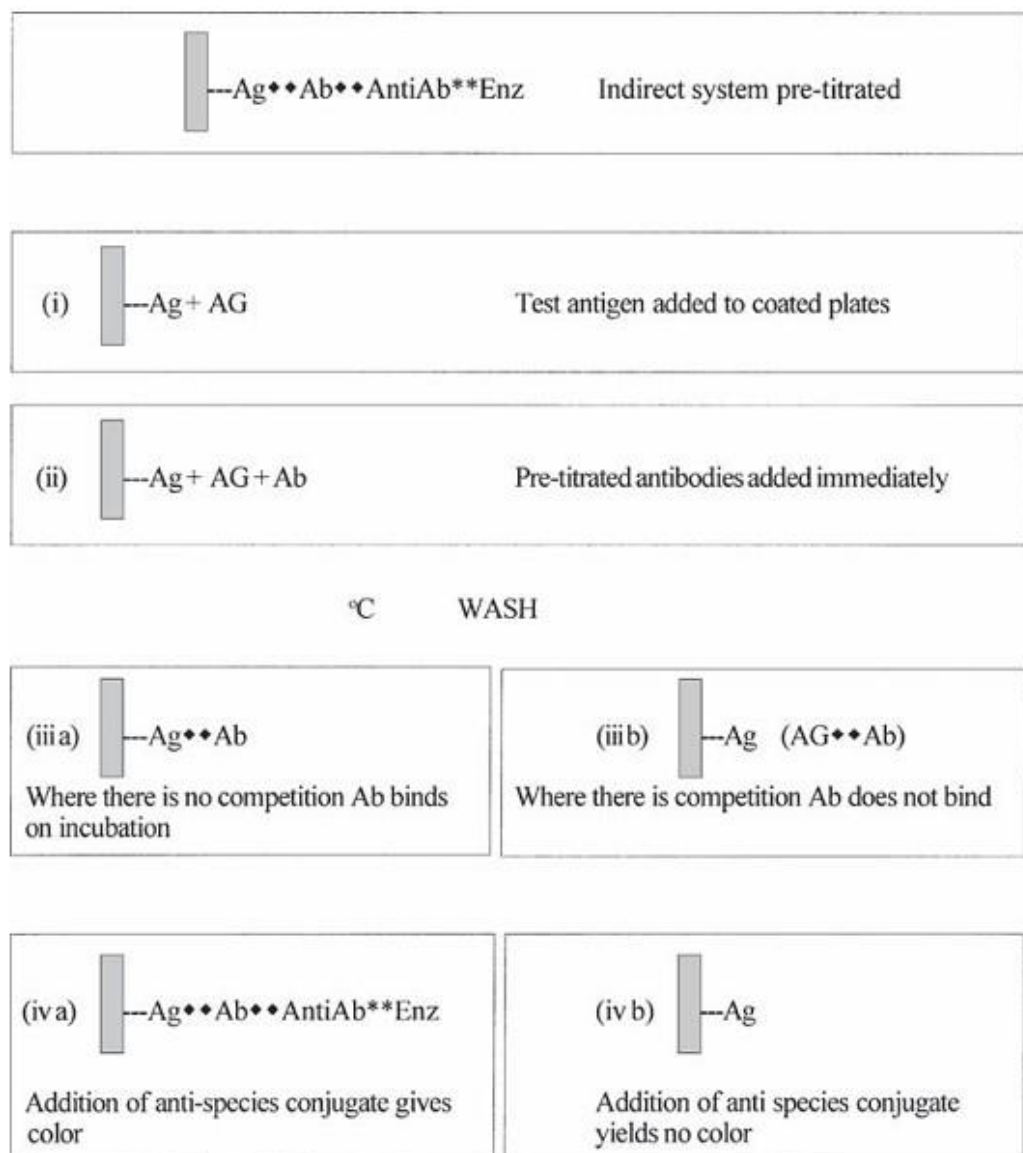 ---Ag◆◆Ab◆◆AntiAb**Enz Indirect system pre-titrated
(i) ---Ag + AG Test antigen added to coated plates
(ii) ---Ag + AG + Ab Pre-titrated antibodies added immediately
°C WASH
(iii a) ---Ag◆◆Ab
Where there is no competition Ab binds
on incubation
(iii b) ---Ag (AG◆◆Ab)
Where there is competition Ab does not bind
(iv a) ---Ag◆◆Ab◆◆AntiAb**Enz
Addition of anti-species conjugate gives
color
(iv b) ---Ag
Addition of anti species conjugate
yields no color